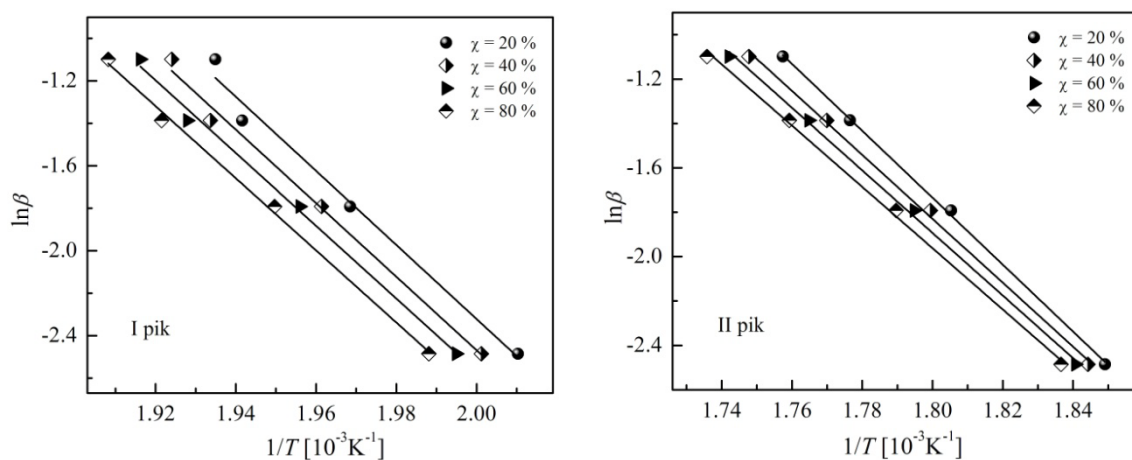 χ = 20 %
χ = 40 %
χ = 60 %
χ = 80 %
-1.2
-1.6
-2.0
-2.4
lnβ
I pik
1.92 1.94 1.96 1.98 2.00
1/T [10⁻³K⁻¹]
χ = 20 %
χ = 40 %
χ = 60 %
χ = 80 %
-1.2
-1.6
-2.0
-2.4
lnβ
II pik
1.74 1.76 1.78 1.80 1.82 1.84
1/T [10⁻³K⁻¹]